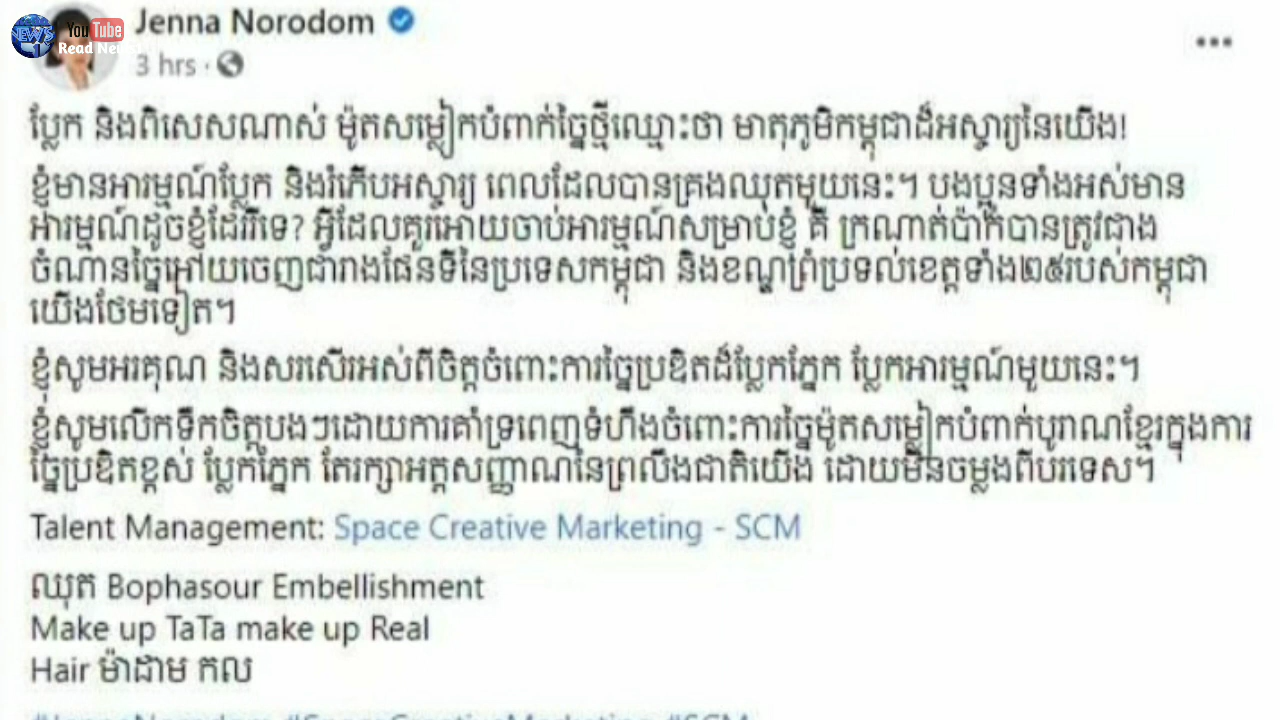 NEWS
YouTube
Read News
Jenna Norodom
3 hrs ·
ប្លែក និងពិសេសណាស់ ម៉ូតសម្លៀកបំពាក់ច្នៃថ្មីឈ្មោះថា មាតុភូមិកម្ពុជាដ៏អស្ចារ្យនៃយើង!
ខ្ញុំមានអារម្មណ៍ប្លែក និងរំភើបអស្ចារ្យ ពេលដែលបានគ្រងឈុតមួយនេះ។ បងប្អូនទាំងអស់មាន
អារម្មណ៍ដូចខ្ញុំដែររឺទេ? អ្វីដែលគួរអោយចាប់អារម្មណ៍សម្រាប់ខ្ញុំ គឺ ក្រណាត់ប៉ាក់បានត្រូវជាង
ចំណានច្នៃអោយចេញជារាងផែនទីនៃប្រទេសកម្ពុជា និងខណ្ឌព្រំប្រទល់ខេត្តទាំង២៥របស់កម្ពុជា
យើងថែមទៀត។
ខ្ញុំសូមអរគុណ និងសរសើរអស់ពីចិត្តចំពោះការច្នៃប្រឌិតដ៏ប្លែកភ្នែក ប្លែកអារម្មណ៍មួយនេះ។
ខ្ញុំសូមលើកទឹកចិត្តបងៗដោយការគាំទ្រពេញទំហឹងចំពោះការច្នៃម៉ូតសម្លៀកបំពាក់បូរាណខ្មែរក្នុងការ
ច្នៃប្រឌិតខ្ពស់ ប្លែកភ្នែក តែរក្សាអត្តសញ្ញាណនៃព្រលឹងជាតិយើង ដោយមិនចម្លងពីបរទេស។
Talent Management: Space Creative Marketing - SCM
ឈុត Bophasour Embellishment
Make up TaTa make up Real
Hair ម៉ាដាម កល
#JennaNorodom #SpaceCreativeMarketing #SCM